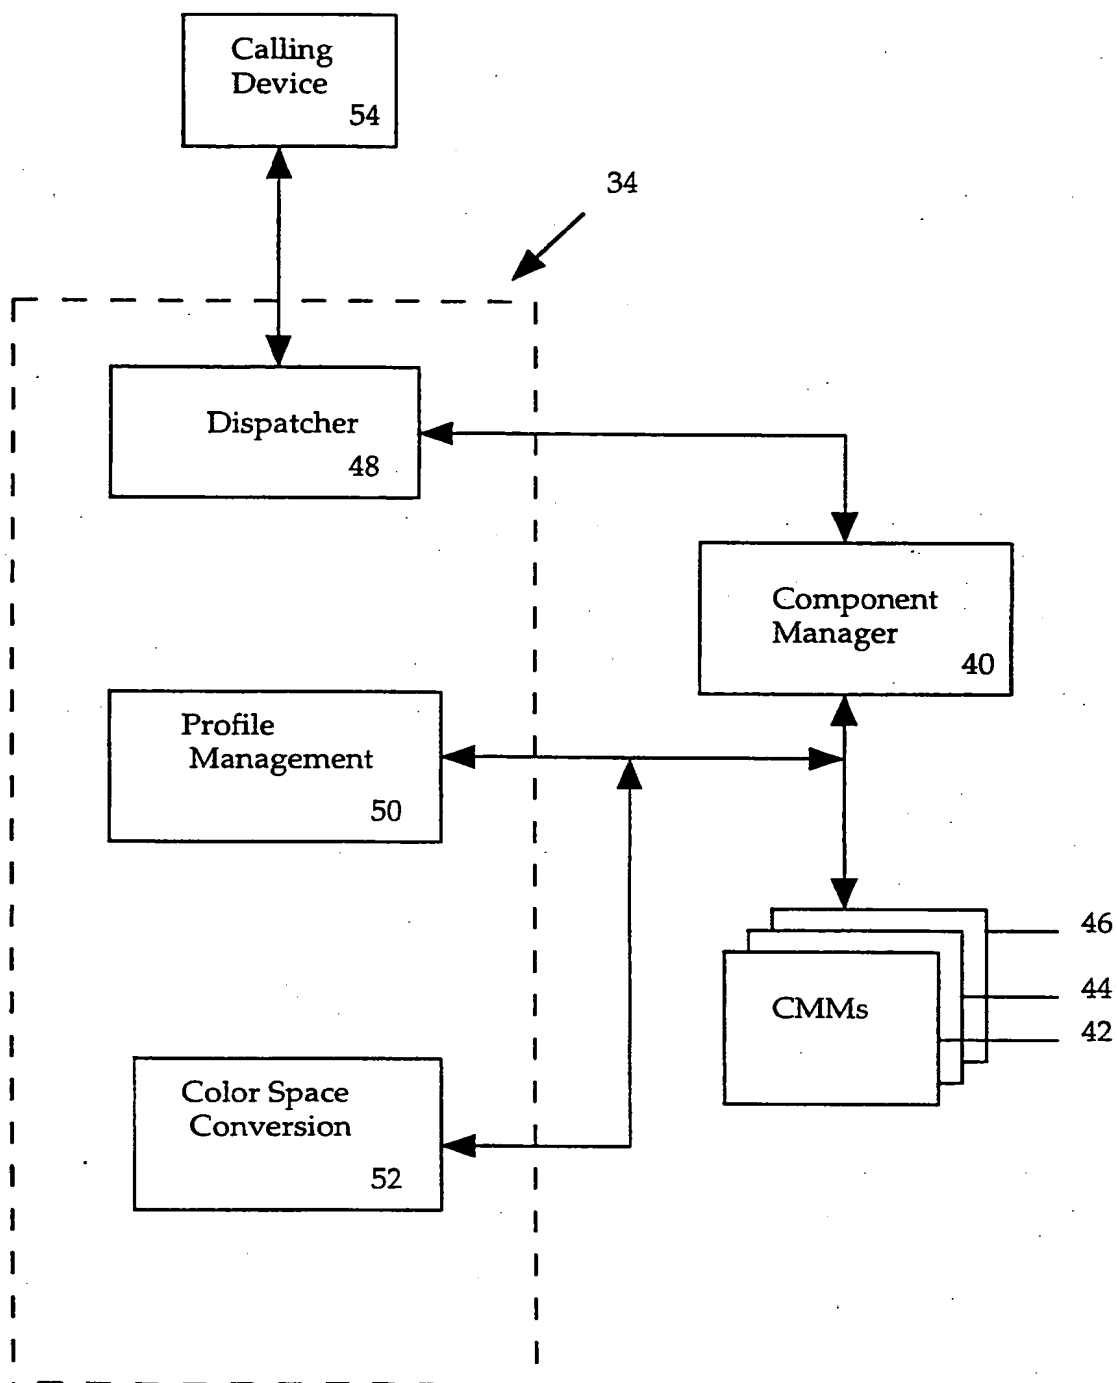 Calling
Device
54
34
Dispatcher
48
Component
Manager
40
Profile
Management
50
46
44
42
CMMs
Color Space
Conversion
52